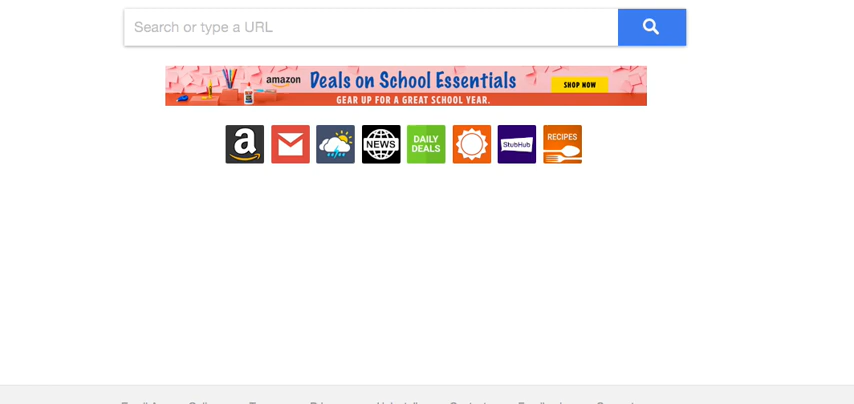 Search or type a URL
amazon
Deals on School Essentials
SHOP NOW
GEAR UP FOR A GREAT SCHOOL YEAR.
a
NEWS
DAILY
DEALS
StubHub
RECIPES